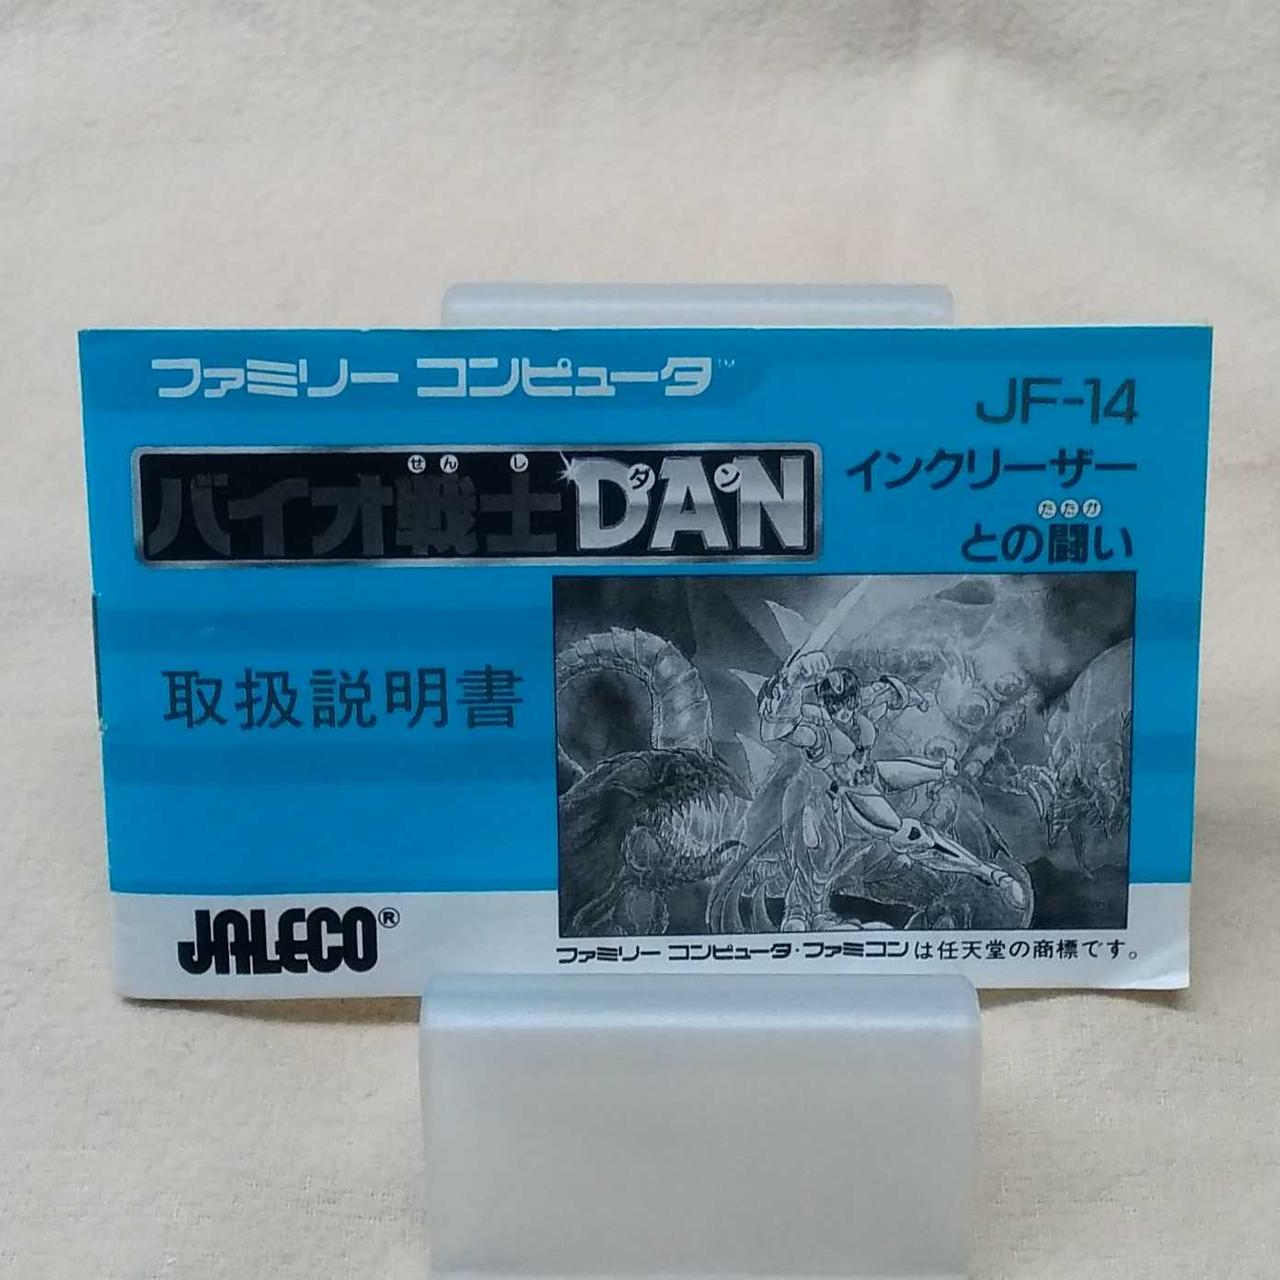 ファミリー コンピュータ™
JF-14
バイオ戦士DAN
せんし
ダン
インクリーザー
との闘い
たたか
取扱説明書
JALECO®
ファミリー コンピュータ・ファミコンは任天堂の商標です。